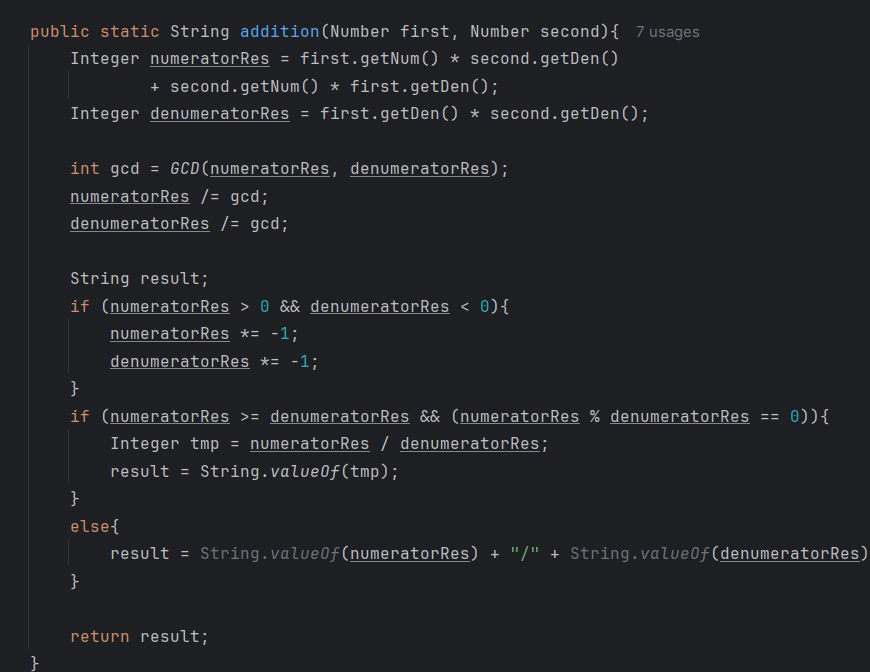 public static String addition(Number first, Number second){ 7 usages
    Integer numeratorRes = first.getNum() * second.getDen()
            + second.getNum() * first.getDen();
    Integer denumeratorRes = first.getDen() * second.getDen();

    int gcd = GCD(numeratorRes, denumeratorRes);
    numeratorRes /= gcd;
    denumeratorRes /= gcd;

    String result;
    if (numeratorRes > 0 && denumeratorRes < 0){
        numeratorRes *= -1;
        denumeratorRes *= -1;
    }
    if (numeratorRes >= denumeratorRes && (numeratorRes % denumeratorRes == 0)){
        Integer tmp = numeratorRes / denumeratorRes;
        result = String.valueOf(tmp);
    }
    else{
        result = String.valueOf(numeratorRes) + "/" + String.valueOf(denumeratorRes)
    }

    return result;
}